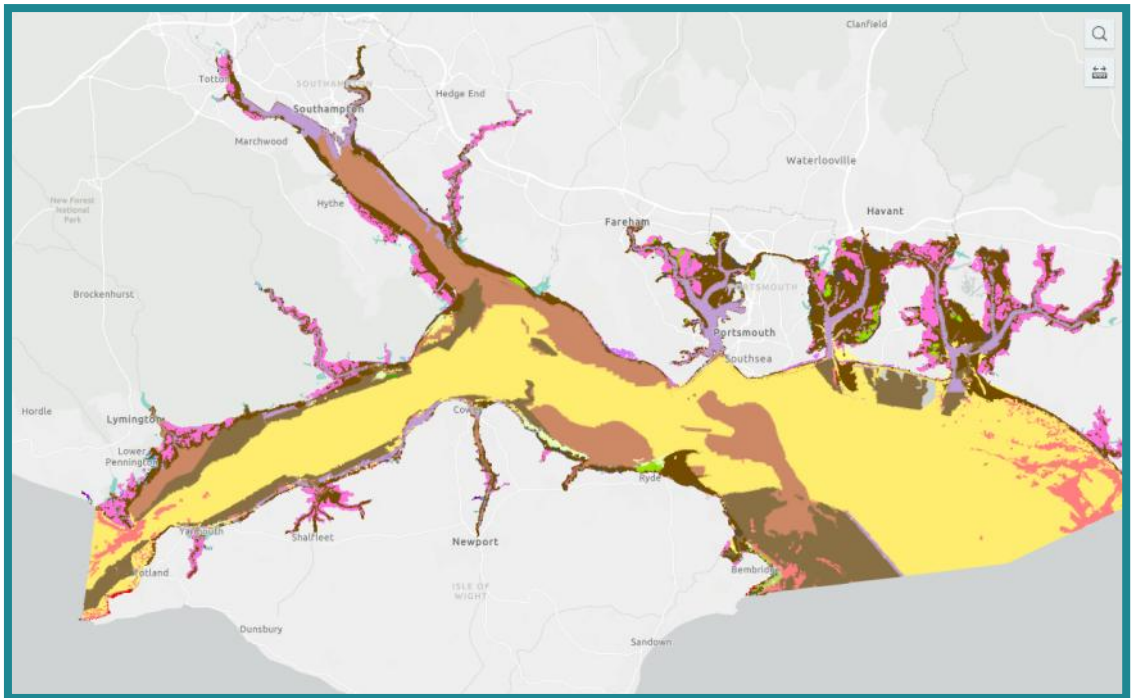 Clanfield
Totton
SOUTHAMPTON
Hedge End
Southampton
Marchwood
Waterlooville
New Forest
National
Park
Hythe
Havant
Fareham
Brockenhurst
PORTSMOUTH
Portsmouth
Southsea
Hordle
Lymington
Cowes
Lower
Pennington
Ryde
Yarmouth
Shalfleet
Newport
Totland
Bembridge
ISLE OF
WIGHT
Dunsbury
Sandown